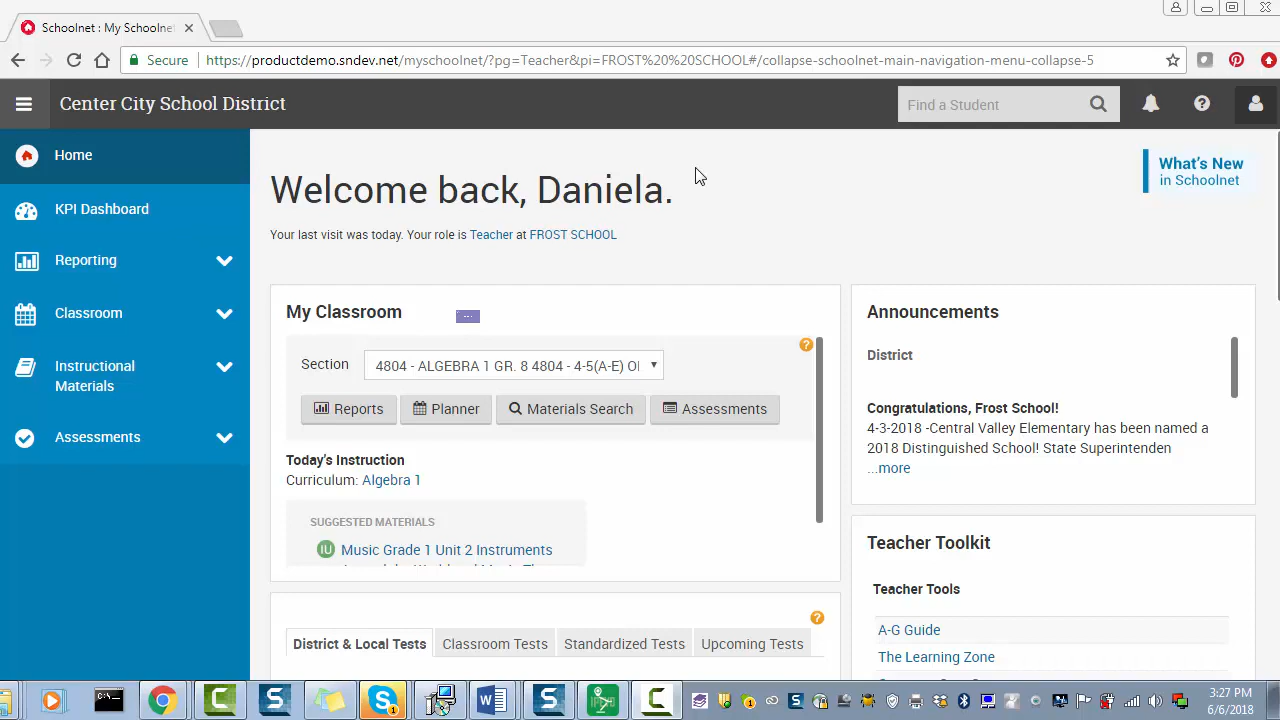 Schoolnet : My Schoolnet
Secure
https://productdemo.sndev.net/myschoolnet/?pg=Teacher&pi=FROST%20%20SCHOOL#/collapse-schoolnet-main-navigation-menu-collapse-5
Center City School District
Find a Student
Home
KPI Dashboard
Reporting
Classroom
Instructional
Materials
Assessments
Welcome back, Daniela.
Your last visit was today. Your role is Teacher at FROST SCHOOL
What's New
in Schoolnet
My Classroom
Section
4804 - ALGEBRA 1 GR. 8 4804 - 4-5(A-E)
Reports
Planner
Materials Search
Assessments
Today's Instruction
Curriculum: Algebra 1
SUGGESTED MATERIALS
IU Music Grade 1 Unit 2 Instruments
District & Local Tests
Classroom Tests
Standardized Tests
Upcoming Tests
Announcements
District
Congratulations, Frost School!
4-3-2018 -Central Valley Elementary has been named a
2018 Distinguished School! State Superintenden
...more
Teacher Toolkit
Teacher Tools
A-G Guide
The Learning Zone
3:27 PM
6/6/2018